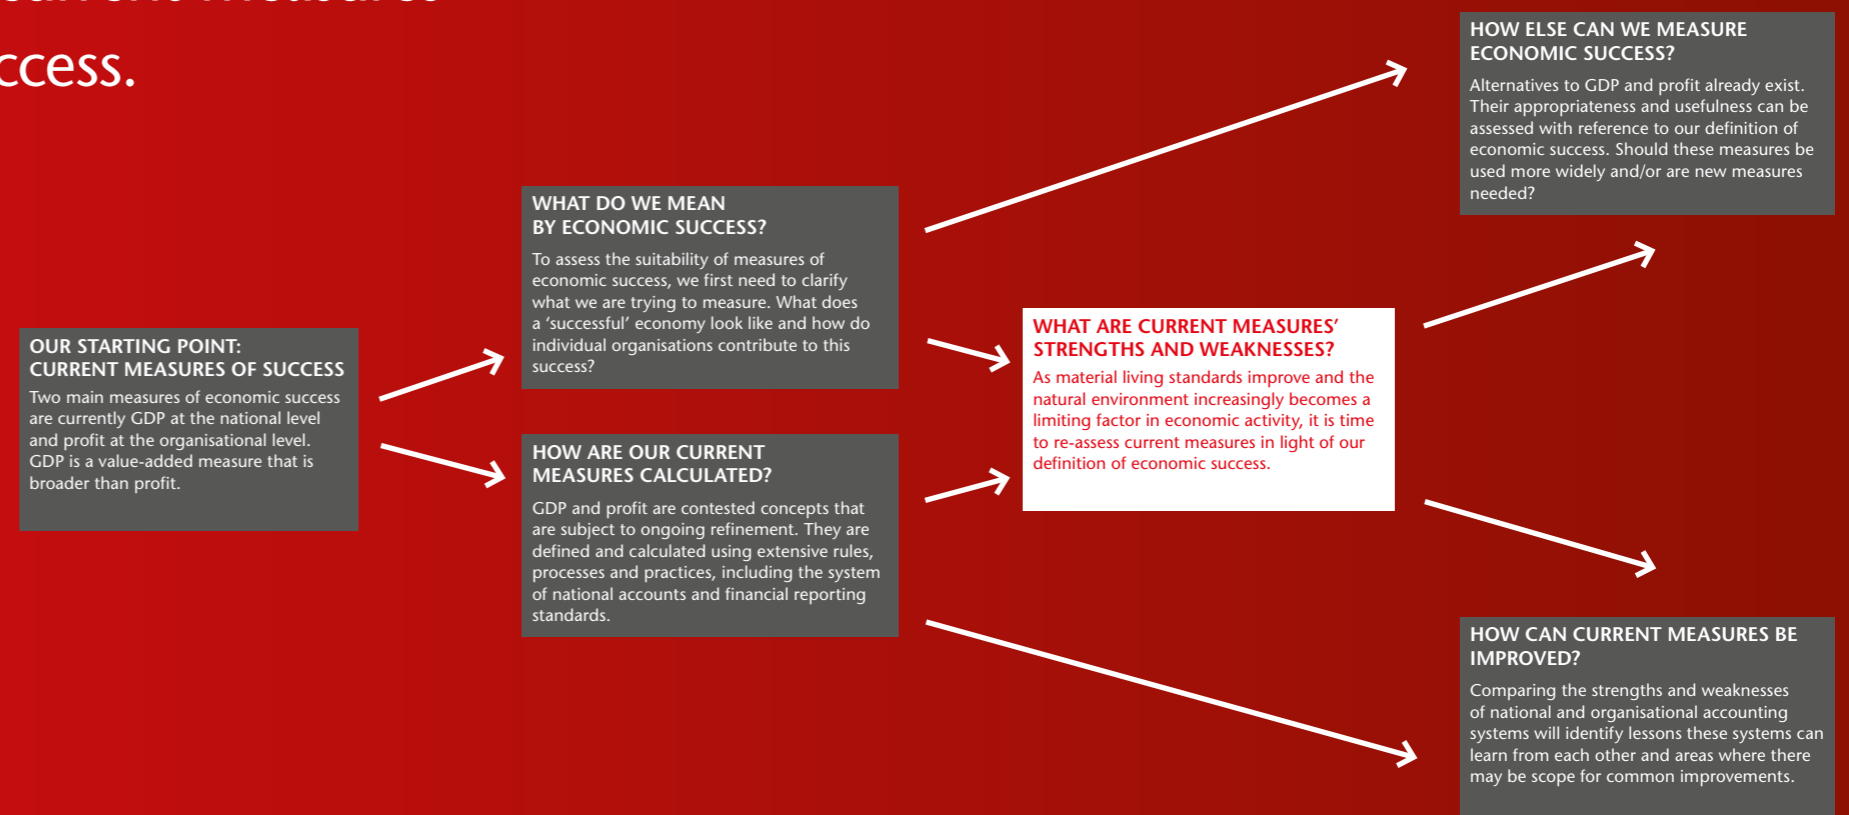 ccess.
OUR STARTING POINT:
CURRENT MEASURES OF SUCCESS
Two main measures of economic success
are currently GDP at the national level
and profit at the organisational level.
GDP is a value-added measure that is
broader than profit.
WHAT DO WE MEAN
BY ECONOMIC SUCCESS?
To assess the suitability of measures of
economic success, we first need to clarify
what we are trying to measure. What does
a ‘successful’ economy look like and how do
individual organisations contribute to this
success?
HOW ARE OUR CURRENT
MEASURES CALCULATED?
GDP and profit are contested concepts that
are subject to ongoing refinement. They are
defined and calculated using extensive rules,
processes and practices, including the system
of national accounts and financial reporting
standards.
WHAT ARE CURRENT MEASURES’
STRENGTHS AND WEAKNESSES?
As material living standards improve and the
natural environment increasingly becomes a
limiting factor in economic activity, it is time
to re-assess current measures in light of our
definition of economic success.
HOW ELSE CAN WE MEASURE
ECONOMIC SUCCESS?
Alternatives to GDP and profit already exist.
Their appropriateness and usefulness can be
assessed with reference to our definition of
economic success. Should these measures be
used more widely and/or are new measures
needed?
HOW CAN CURRENT MEASURES BE
IMPROVED?
Comparing the strengths and weaknesses
of national and organisational accounting
systems will identify lessons these systems can
learn from each other and areas where there
may be scope for common improvements.